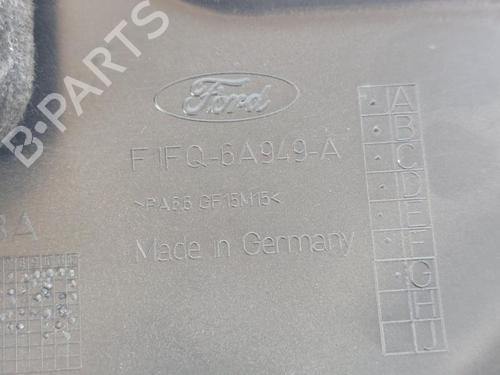 Ford
F1FQ-6A949-A
>PA66 GF15M15<
Made in Germany
A
B
C
D
E
F
G
H
J
B-PARTS